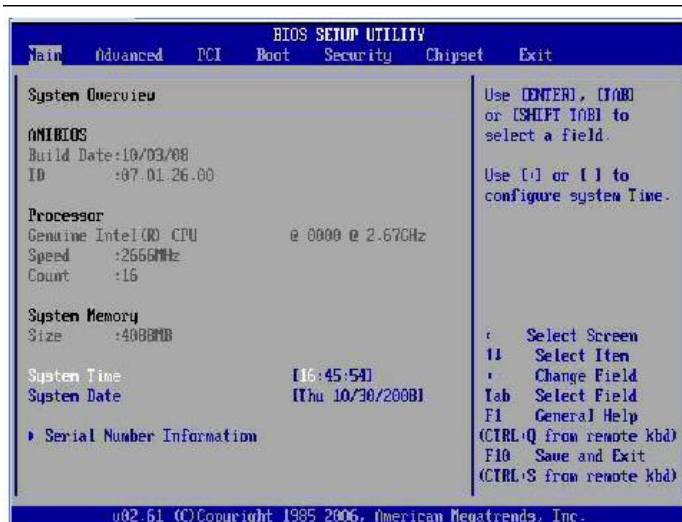 BIOS SETUP UTILITY
Main Advanced PCI Boot Security Chipset Exit
System Overview
AMIBIOS
Build Date:10/03/08
ID :07.01.26.00
Processor
Genuine Intel(R) CPU @ 0000 @ 2.67GHz
Speed :2666MHz
Count :16
System Memory
Size :4088MB
System Time [16:45:54]
System Date [Thu 10/30/2008]
Serial Number Information
Use [ENTER], [TAB]
or [SHIFT TAB] to
select a field.
Use [+] or [ ] to
configure system Time.
Select Screen
↑↓ Select Item
Change Field
Tab Select Field
F1 General Help
(CTRL+Q from remote kbd)
F10 Save and Exit
(CTRL+S from remote kbd)
v02.61 (C)Copyright 1985 2006, American Megatrends, Inc.